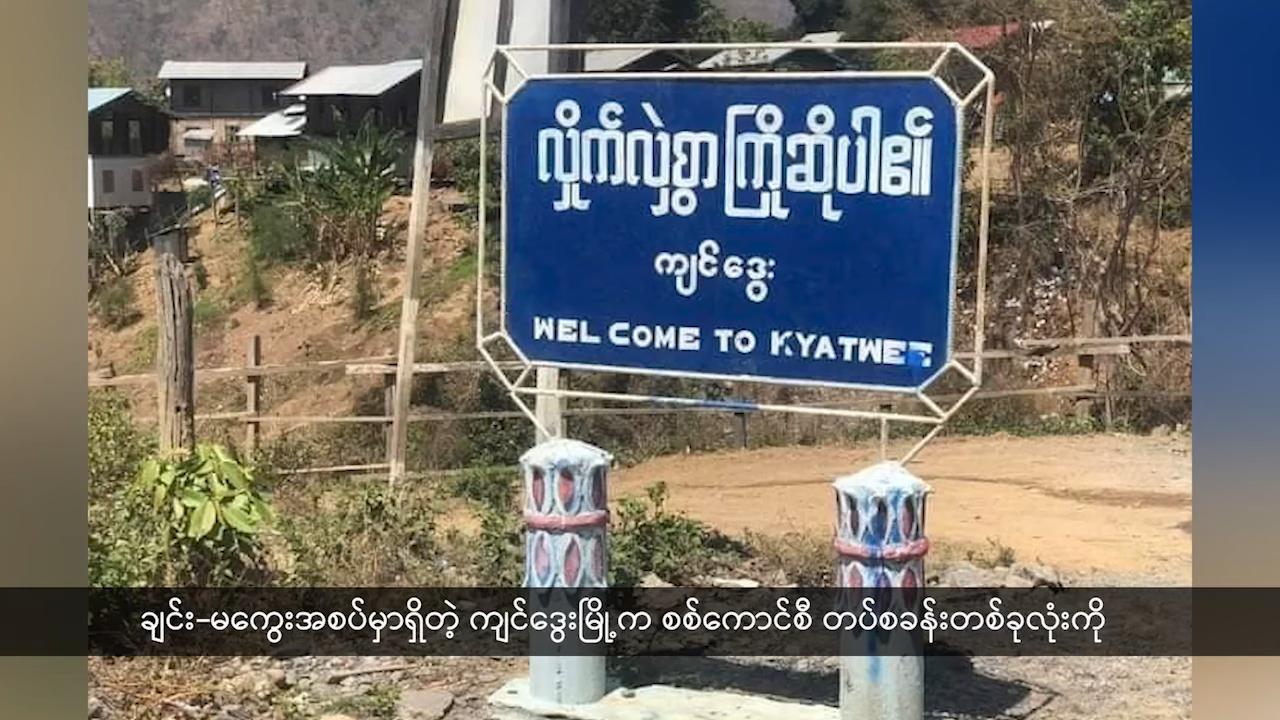 လှိုက်လှဲစွာ ကြိုဆိုပါ၏
ကျင်ဒွေး
WELCOME TO KYATWEE
ချင်း-မကွေးအစပ်မှာရှိတဲ့ ကျင်ဒွေးမြို့က စစ်ကောင်စီ တပ်စခန်းတစ်ခုလုံးကို